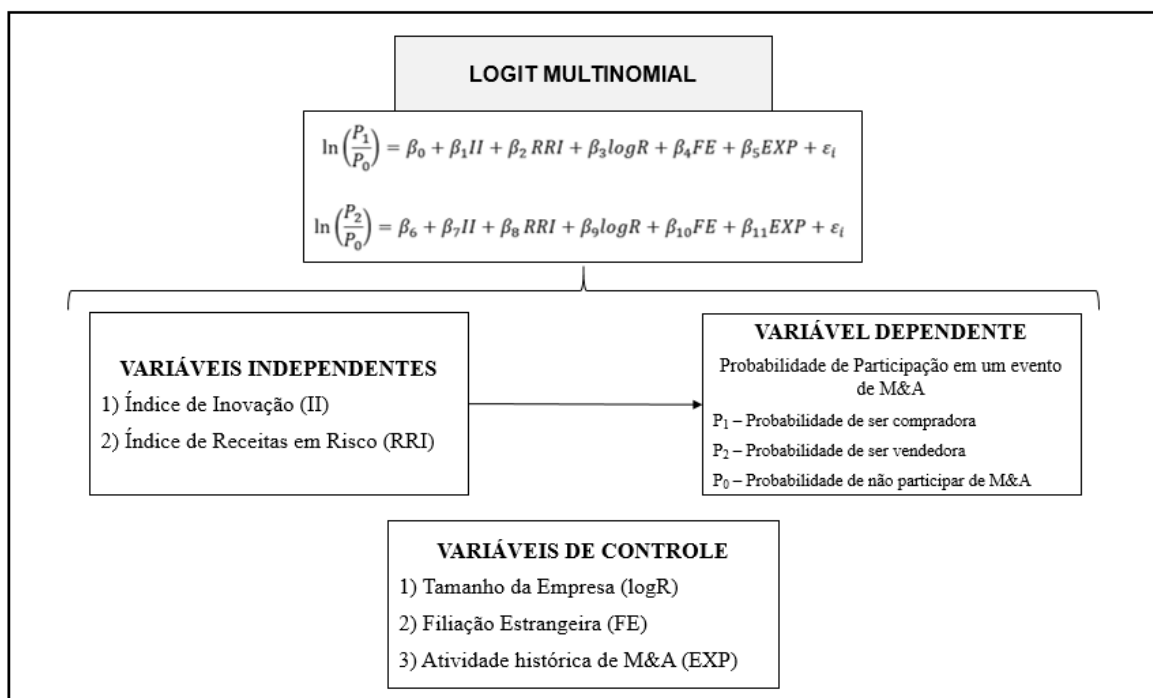 LOGIT MULTINOMIAL
ln(P₁/P₀) = β₀ + β₁II + β₂ RRI + β₃logR + β₄FE + β₅EXP + εᵢ
ln(P₂/P₀) = β₆ + β₇II + β₈ RRI + β₉logR + β₁₀FE + β₁₁EXP + εᵢ
VARIÁVEIS INDEPENDENTES
1) Índice de Inovação (II)
2) Índice de Receitas em Risco (RRI)
VARIÁVEL DEPENDENTE
Probabilidade de Participação em um evento
de M&A
P₁ – Probabilidade de ser compradora
P₂ – Probabilidade de ser vendedora
P₀ – Probabilidade de não participar de M&A
VARIÁVEIS DE CONTROLE
1) Tamanho da Empresa (logR)
2) Filiação Estrangeira (FE)
3) Atividade histórica de M&A (EXP)